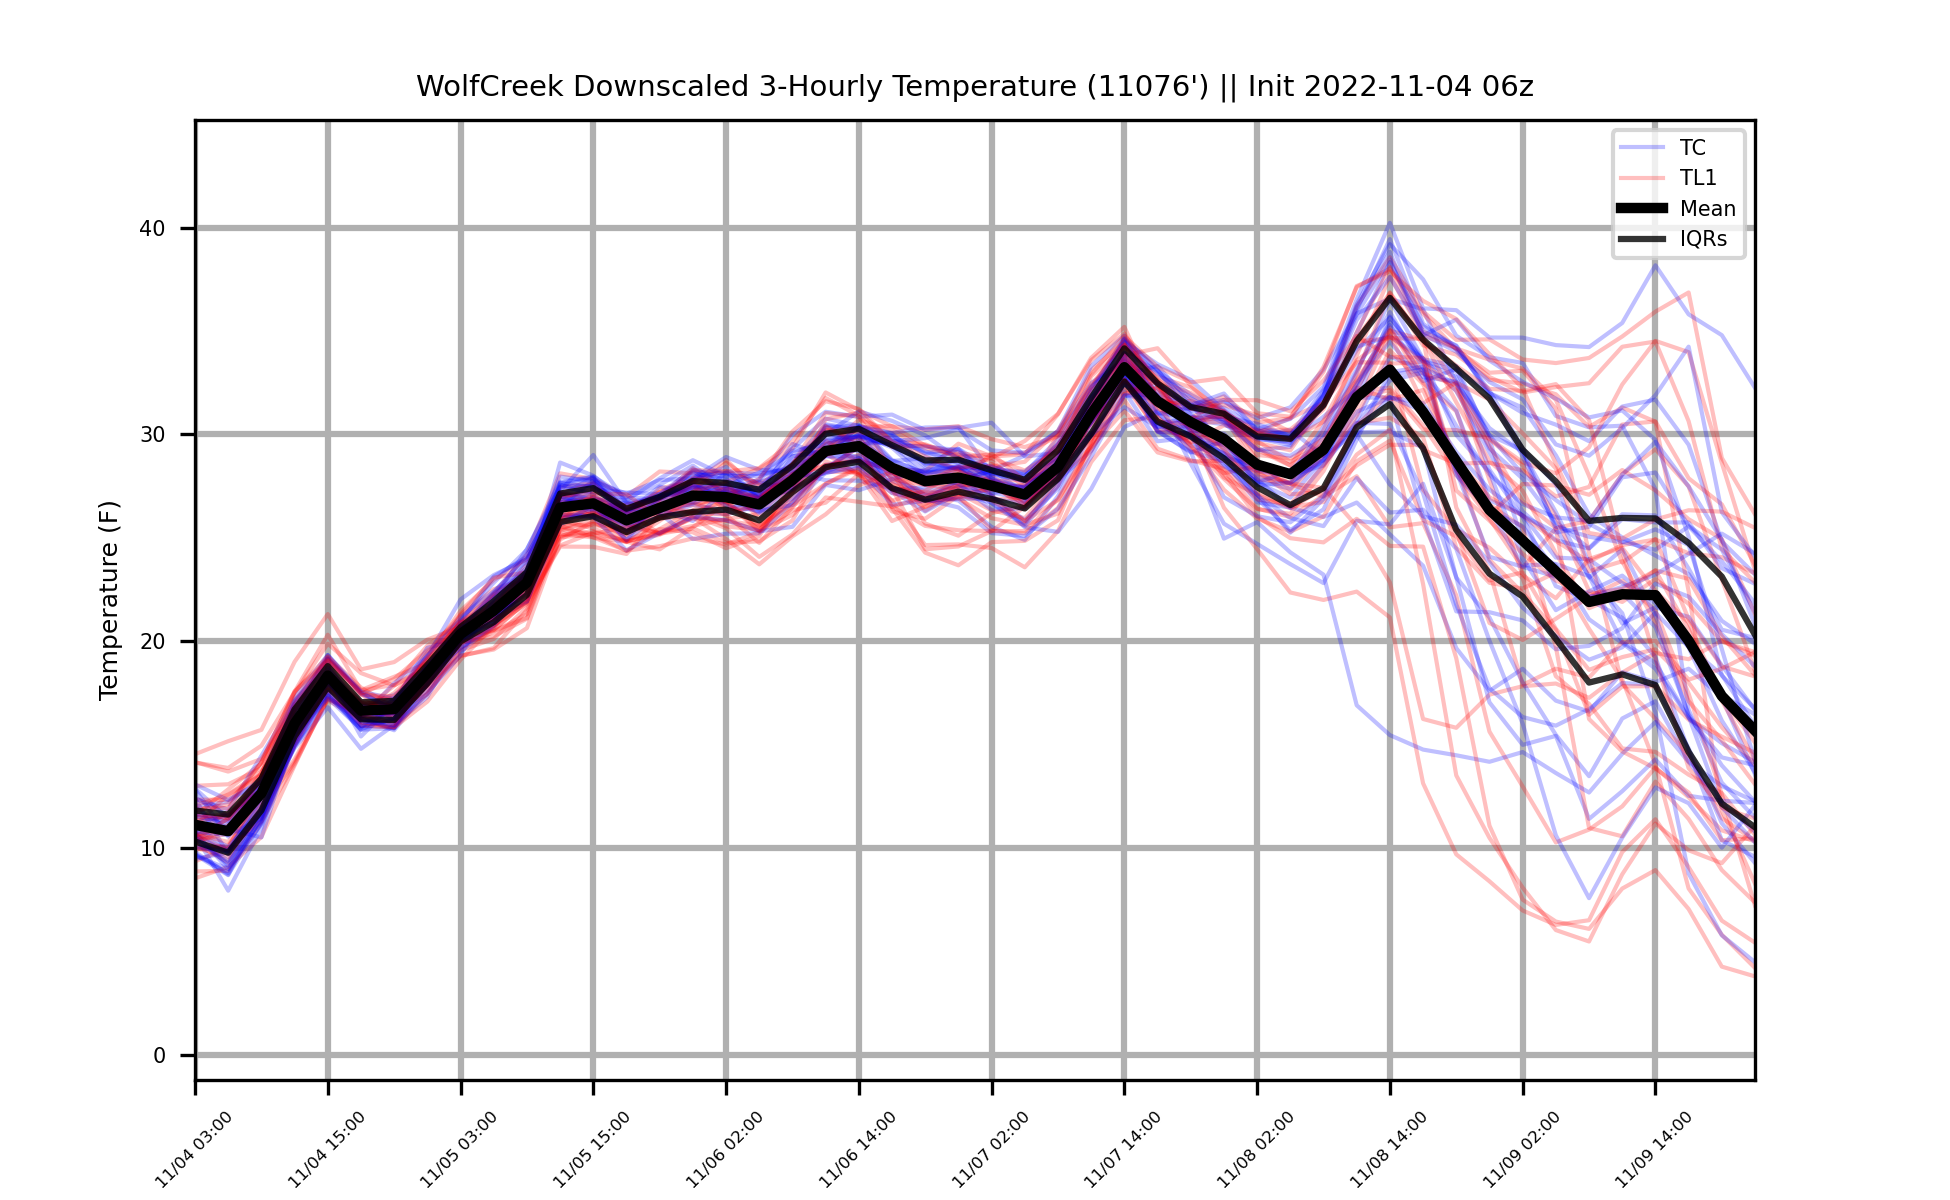 WolfCreek Downscaled 3-Hourly Temperature (11076') || Init 2022-11-04 06z
TC
TL1
Mean
IQRs
Temperature (F)
40
30
20
10
0
11/04 03:00
11/04 15:00
11/05 03:00
11/05 15:00
11/06 02:00
11/06 14:00
11/07 02:00
11/07 14:00
11/08 02:00
11/08 14:00
11/09 02:00
11/09 14:00